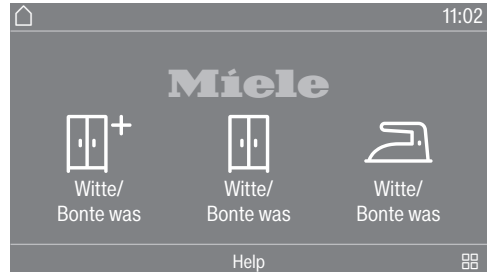 11:02
Miele
Witte/
Bonte was
Witte/
Bonte was
Witte/
Bonte was
Help